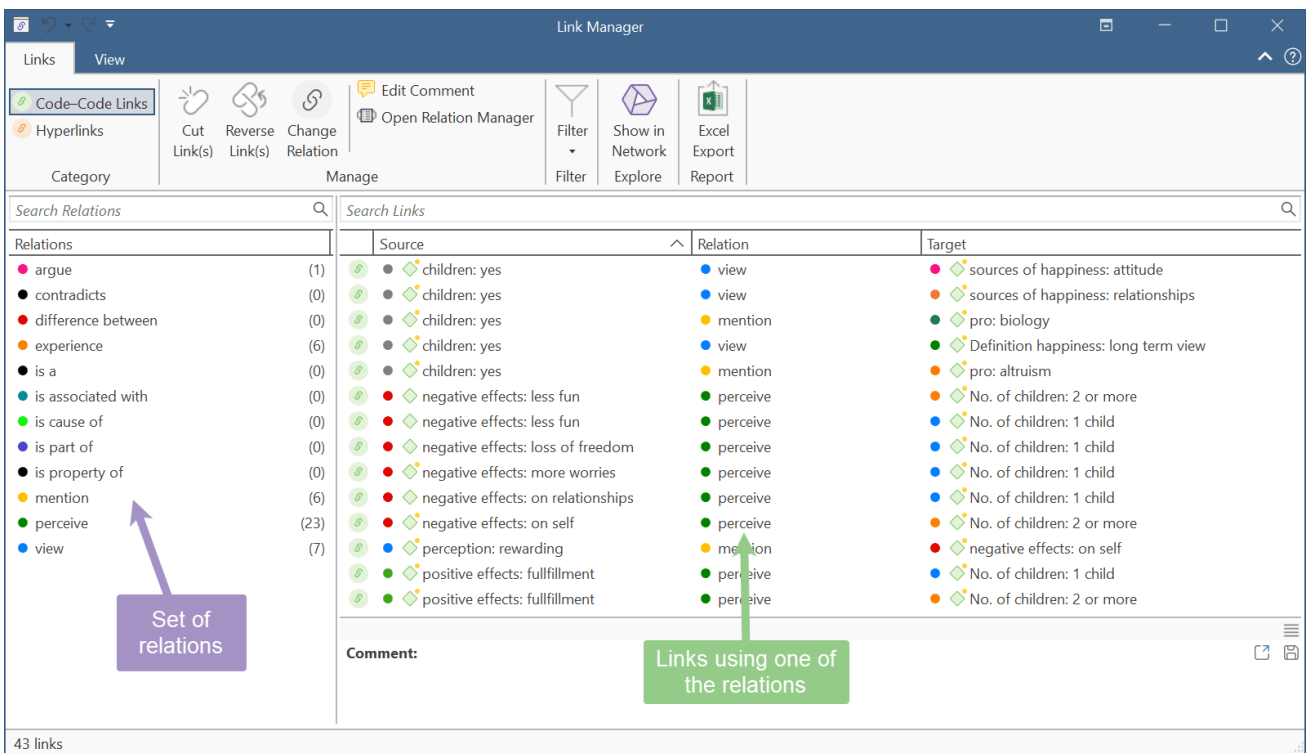 Link Manager
Links View
Code–Code Links
Hyperlinks
Category
Cut
Link(s)
Reverse
Link(s)
Change
Relation
Edit Comment
Open Relation Manager
Manage
Filter
Filter
Show in
Network
Explore
Excel
Export
Report
Search Relations
Search Links
Relations
argue (1)
contradicts (0)
difference between (0)
experience (6)
is a (0)
is associated with (0)
is cause of (0)
is part of (0)
is property of (0)
mention (6)
perceive (23)
view (7)
Set of
relations
Source Relation Target
children: yes view sources of happiness: attitude
children: yes view sources of happiness: relationships
children: yes mention pro: biology
children: yes view Definition happiness: long term view
children: yes mention pro: altruism
negative effects: less fun perceive No. of children: 2 or more
negative effects: less fun perceive No. of children: 1 child
negative effects: loss of freedom perceive No. of children: 1 child
negative effects: more worries perceive No. of children: 1 child
negative effects: on relationships perceive No. of children: 1 child
negative effects: on self perceive No. of children: 2 or more
perception: rewarding mention negative effects: on self
positive effects: fullfillment perceive No. of children: 1 child
positive effects: fullfillment perceive No. of children: 2 or more
Comment:
Links using one of
the relations
43 links